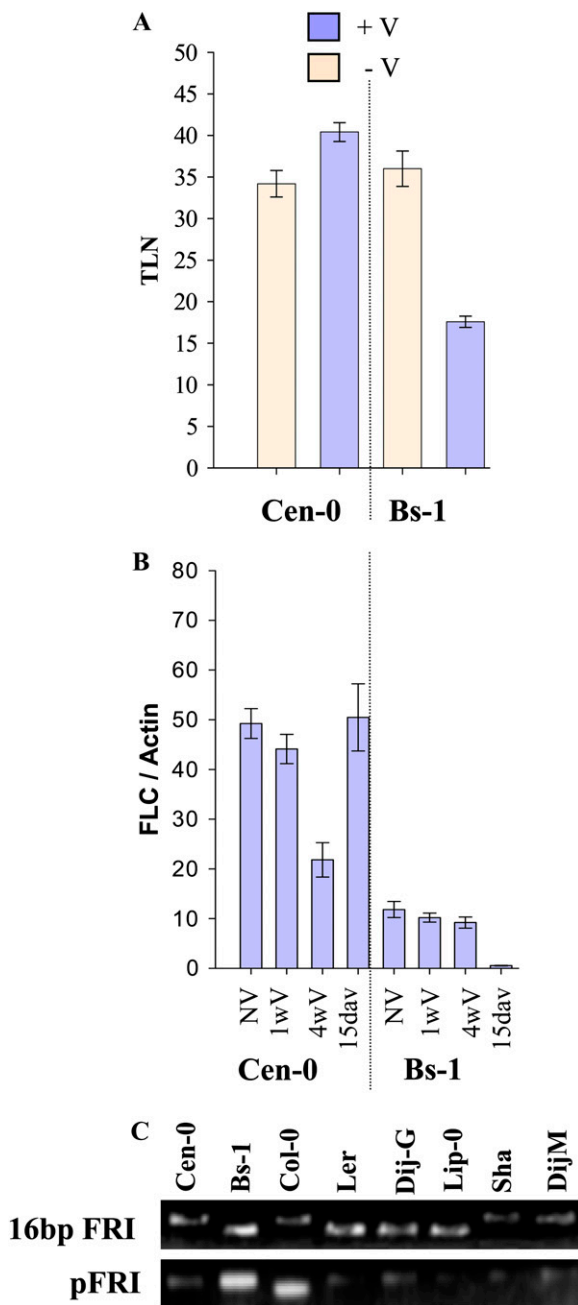 A
+ V
- V
50
45
40
35
30
25
20
15
10
5
0
TLN
Cen-0 Bs-1
B
80
70
60
50
40
30
20
10
0
FLC / Actin
NV 1wV 4wV 15dav NV 1wV 4wV 15dav
Cen-0 Bs-1
C
Cen-0 Bs-1 Col-0 Ler Dij-G Lip-0 Sha DijM
16bp FRI
pFRI